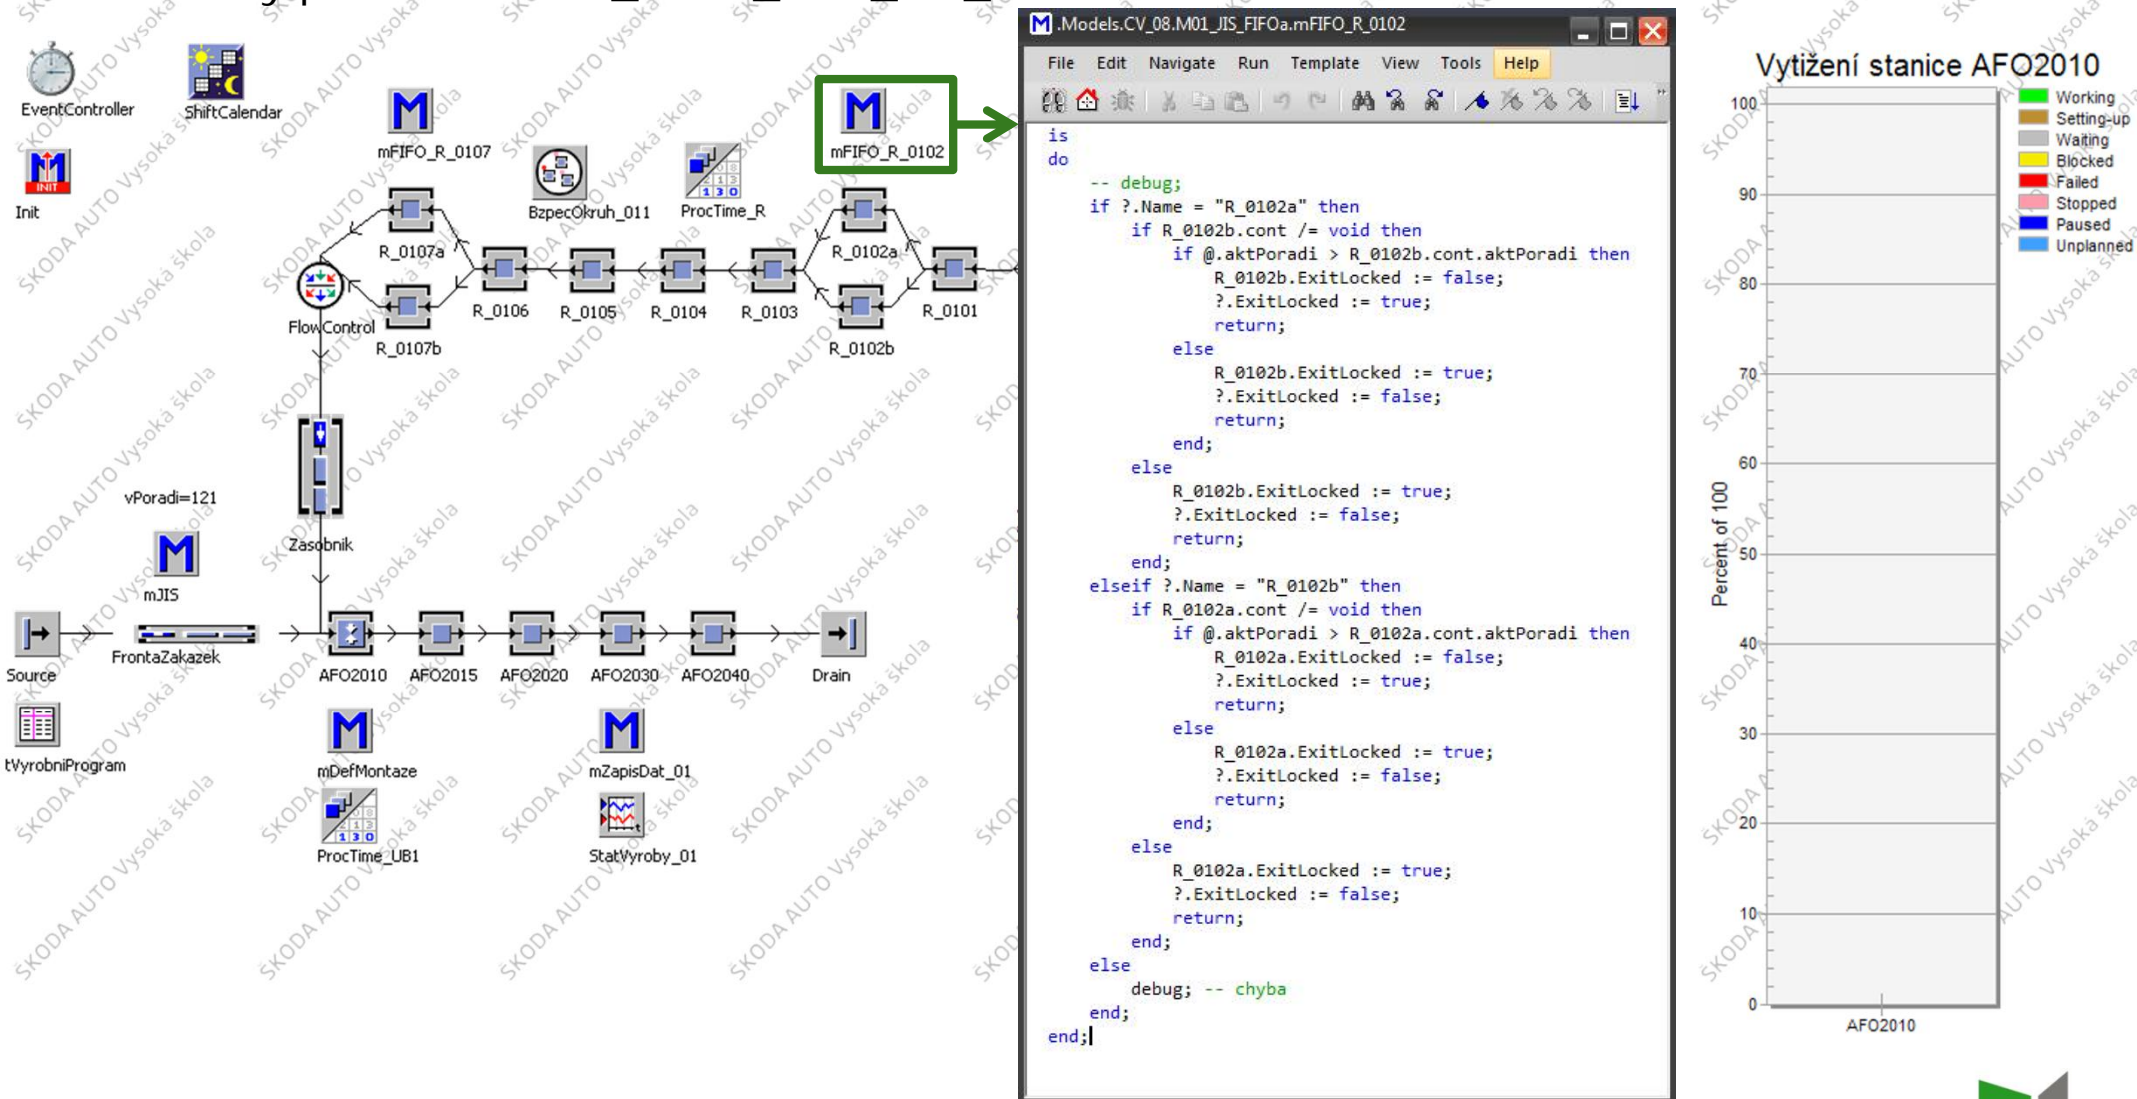 EventController
ShiftCalendar
mFIFO_R_0107
mFIFO_R_0102
INIT
Init
BzpecOkruh_011
ProcTime_R
R_0107a
R_0102a
FlowControl
R_0106
R_0105
R_0104
R_0103
R_0101
R_0107b
R_0102b
vPoradi=121
Zasobnik
mJIS
Source
FrontaZakazek
AFO2010
AFO2015
AFO2020
AFO2030
AFO2040
Drain
tVyrobniProgram
mDefMontaze
mZapisDat_01
ProcTime_UB1
StatVyroby_01
.Models.CV_08.M01_JIS_FIFOa.mFIFO_R_0102
File Edit Navigate Run Template View Tools Help
is
do
-- debug;
if ?.Name = "R_0102a" then
if R_0102b.cont /= void then
if @.aktPoradi > R_0102b.cont.aktPoradi then
R_0102b.ExitLocked := false;
?.ExitLocked := true;
return;
else
R_0102b.ExitLocked := true;
?.ExitLocked := false;
return;
end;
else
R_0102b.ExitLocked := true;
?.ExitLocked := false;
return;
end;
elseif ?.Name = "R_0102b" then
if R_0102a.cont /= void then
if @.aktPoradi > R_0102a.cont.aktPoradi then
R_0102a.ExitLocked := false;
?.ExitLocked := true;
return;
else
R_0102a.ExitLocked := true;
?.ExitLocked := false;
return;
end;
else
R_0102a.ExitLocked := true;
?.ExitLocked := false;
return;
end;
else
debug; -- chyba
end;
end;
Vytížení stanice AFO2010
Working
Setting-up
Waiting
Blocked
Failed
Stopped
Paused
Unplanned
Percent of 100
100
90
80
70
60
50
40
30
20
10
0
AFO2010
ŠKODA AUTO Vysoká škola